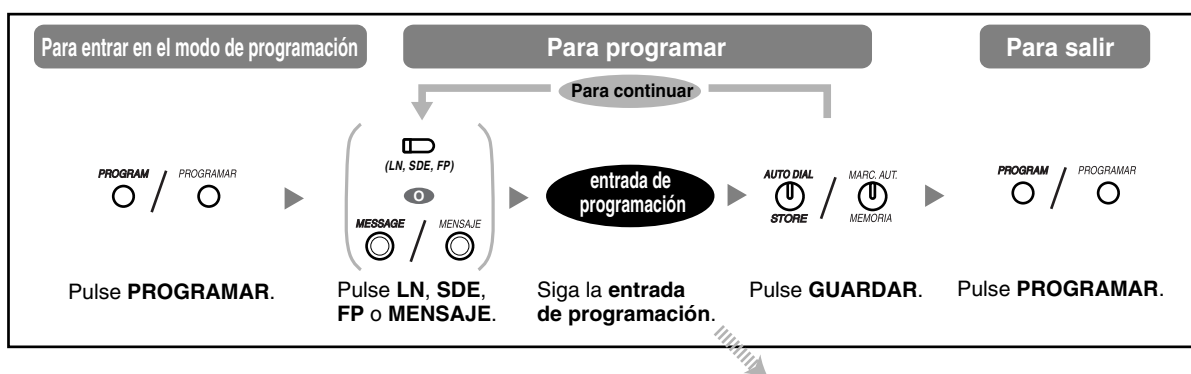 Para entrar en el modo de programación
Para programar
Para salir
Para continuar
PROGRAM / PROGRAMAR
(LN, SDE, FP)
o
MESSAGE / MENSAJE
entrada de
programación
AUTO DIAL
STORE
/
MARC. AUT.
MEMORIA
PROGRAM / PROGRAMAR
Pulse PROGRAMAR.
Pulse LN, SDE,
FP o MENSAJE.
Siga la entrada
de programación.
Pulse GUARDAR.
Pulse PROGRAMAR.